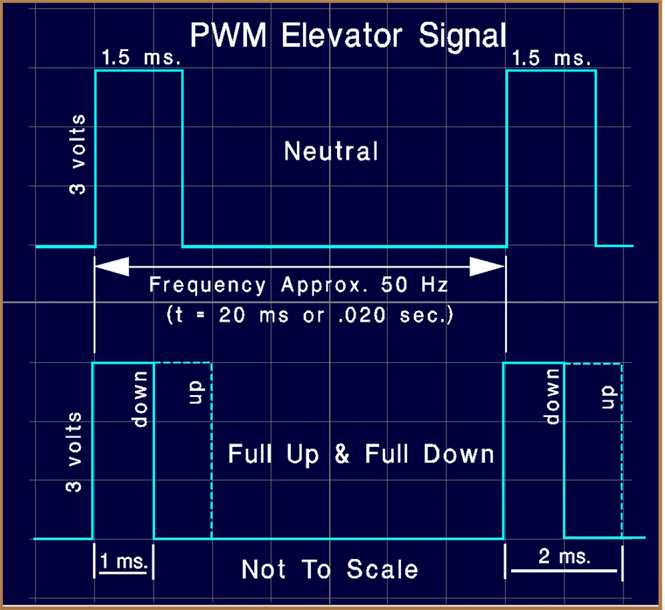 PWM Elevator Signal
1.5 ms.
1.5 ms.
3 volts
Neutral
Frequency Approx. 50 Hz
(t = 20 ms or .020 sec.)
down
up
down
up
3 volts
Full Up & Full Down
1 ms.
Not To Scale
2 ms.